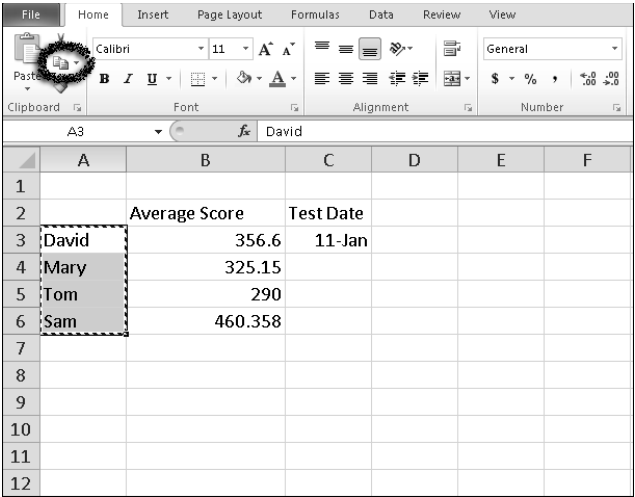 File Home Insert Page Layout Formulas Data Review View
Calibri 11 A A General
Paste B I U A $ % , .00 .00
Clipboard Font Alignment Number
A3 fx David
A B C D E F
1
2 Average Score Test Date
3 David 356.6 11-Jan
4 Mary 325.15
5 Tom 290
6 Sam 460.358
7
8
9
10
11
12